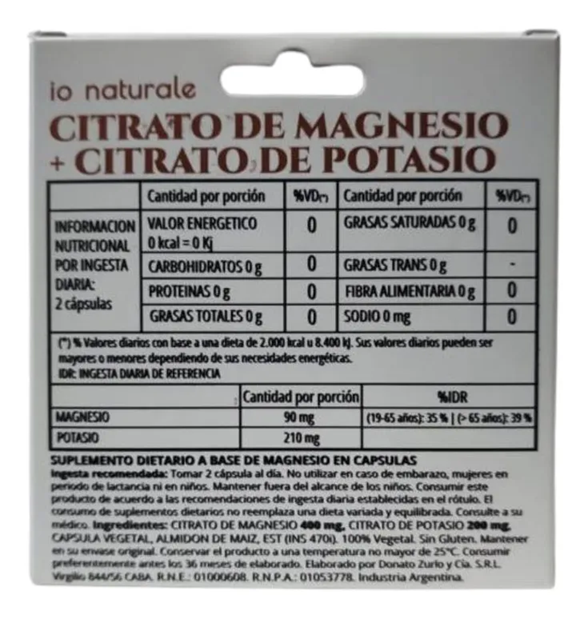 io naturale
CITRATO DE MAGNESIO
+ CITRATO DE POTASIO
Cantidad por porción %VD(*) Cantidad por porción %VD(*)
INFORMACION NUTRICIONAL POR INGESTA DIARIA: 2 cápsulas
VALOR ENERGETICO 0 kcal = 0 Kj 0 GRASAS SATURADAS 0 g 0
CARBOHIDRATOS 0 g 0 GRASAS TRANS 0 g -
PROTEINAS 0 g 0 FIBRA ALIMENTARIA 0 g 0
GRASAS TOTALES 0 g 0 SODIO 0 mg 0
(*) % Valores diarios con base a una dieta de 2.000 kcal u 8.400 kJ. Sus valores diarios pueden ser
mayores o menores dependiendo de sus necesidades energéticas.
IDR: INGESTA DIARIA DE REFERENCIA
Cantidad por porción %IDR
MAGNESIO 90 mg (19-65 años): 35 % | (> 65 años): 39 %
POTASIO 210 mg
SUPLEMENTO DIETARIO A BASE DE MAGNESIO EN CAPSULAS
Ingesta recomendada: Tomar 2 cápsula al día. No utilizar en caso de embarazo, mujeres en
periodo de lactancia ni en niños. Mantener fuera del alcance de los niños. Consumir este
producto de acuerdo a las recomendaciones de ingesta diaria establecidas en el rótulo. El
consumo de suplementos dietarios no reemplaza una dieta variada y equilibrada. Consulte a su
médico. Ingredientes: CITRATO DE MAGNESIO 400 mg, CITRATO DE POTASIO 200 mg,
CAPSULA VEGETAL, ALMIDON DE MAIZ, EST (INS 470i). 100% Vegetal. Sin Gluten. Mantener
en su envase original. Conservar el producto a una temperatura no mayor de 25°C. Consumir
preferentemente antes los 36 meses de elaborado. Elaborado por Donato Zurlo y Cía. S.R.L.
Virgilio 844/56 CABA. R.N.E.: 01000608. R.N.P.A.: 01053778. Industria Argentina.